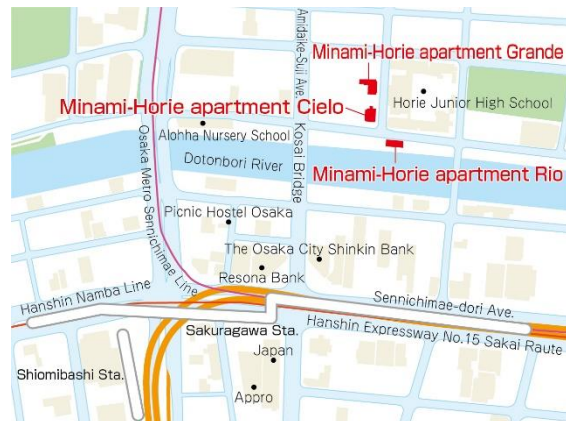 Amidaike-Suji Ave.
Minami-Horie apartment Grande
Minami-Horie apartment Cielo
Horie Junior High School
Alohha Nursery School
Dotonbori River
Kosai Bridge
Minami-Horie apartment Rio
Osaka Metro Sennichimae Line
Picnic Hostel Osaka
The Osaka City Shinkin Bank
Resona Bank
Hanshin Namba Line
Sennichimae-dori Ave.
Sakuragawa Sta.
Hanshin Expressway No.15 Sakai Route
Shiomibashi Sta.
Japan
Appro